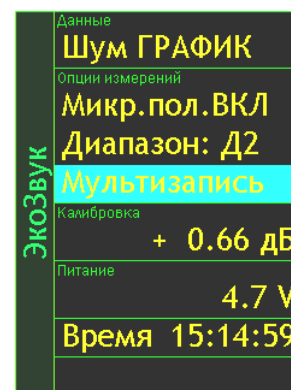 Данные
Шум ГРАФИК
Опции измерений
Микр.пол.ВКЛ
Диапазон: Д2
Мультизапись
Калибровка
+ 0.66 дБ
Питание
4.7 V
Время 15:14:59
ЭкоЗвук